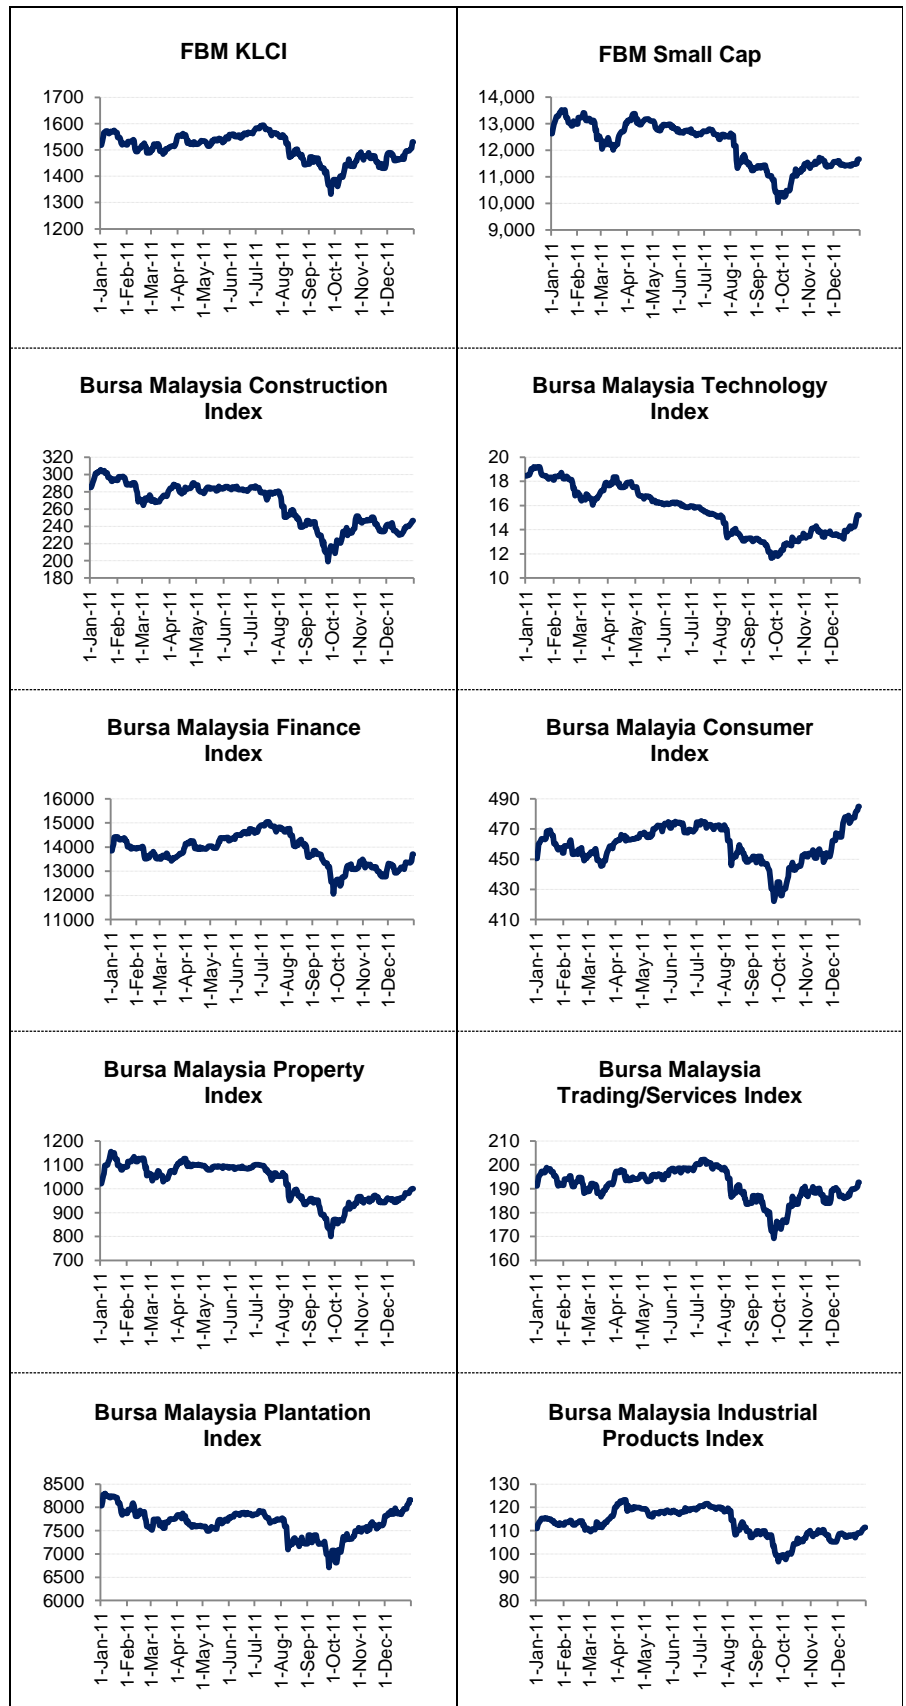 FBM KLCI
1700
1600
1500
1400
1300
1200
1-Jan-11
1-Feb-11
1-Mar-11
1-Apr-11
1-May-11
1-Jun-11
1-Jul-11
1-Aug-11
1-Sep-11
1-Oct-11
1-Nov-11
1-Dec-11
FBM Small Cap
14,000
13,000
12,000
11,000
10,000
9,000
1-Jan-11
1-Feb-11
1-Mar-11
1-Apr-11
1-May-11
1-Jun-11
1-Jul-11
1-Aug-11
1-Sep-11
1-Oct-11
1-Nov-11
1-Dec-11
Bursa Malaysia Construction
Index
320
300
280
260
240
220
200
180
1-Jan-11
1-Feb-11
1-Mar-11
1-Apr-11
1-May-11
1-Jun-11
1-Jul-11
1-Aug-11
1-Sep-11
1-Oct-11
1-Nov-11
1-Dec-11
Bursa Malaysia Technology
Index
20
18
16
14
12
10
1-Jan-11
1-Feb-11
1-Mar-11
1-Apr-11
1-May-11
1-Jun-11
1-Jul-11
1-Aug-11
1-Sep-11
1-Oct-11
1-Nov-11
1-Dec-11
Bursa Malaysia Finance
Index
16000
15000
14000
13000
12000
11000
1-Jan-11
1-Feb-11
1-Mar-11
1-Apr-11
1-May-11
1-Jun-11
1-Jul-11
1-Aug-11
1-Sep-11
1-Oct-11
1-Nov-11
1-Dec-11
Bursa Malayia Consumer
Index
490
470
450
430
410
1-Jan-11
1-Feb-11
1-Mar-11
1-Apr-11
1-May-11
1-Jun-11
1-Jul-11
1-Aug-11
1-Sep-11
1-Oct-11
1-Nov-11
1-Dec-11
Bursa Malaysia Property
Index
1200
1100
1000
900
800
700
1-Jan-11
1-Feb-11
1-Mar-11
1-Apr-11
1-May-11
1-Jun-11
1-Jul-11
1-Aug-11
1-Sep-11
1-Oct-11
1-Nov-11
1-Dec-11
Bursa Malaysia
Trading/Services Index
210
200
190
180
170
160
1-Jan-11
1-Feb-11
1-Mar-11
1-Apr-11
1-May-11
1-Jun-11
1-Jul-11
1-Aug-11
1-Sep-11
1-Oct-11
1-Nov-11
1-Dec-11
Bursa Malaysia Plantation
Index
8500
8000
7500
7000
6500
6000
1-Jan-11
1-Feb-11
1-Mar-11
1-Apr-11
1-May-11
1-Jun-11
1-Jul-11
1-Aug-11
1-Sep-11
1-Oct-11
1-Nov-11
1-Dec-11
Bursa Malaysia Industrial
Products Index
130
120
110
100
90
80
1-Jan-11
1-Feb-11
1-Mar-11
1-Apr-11
1-May-11
1-Jun-11
1-Jul-11
1-Aug-11
1-Sep-11
1-Oct-11
1-Nov-11
1-Dec-11